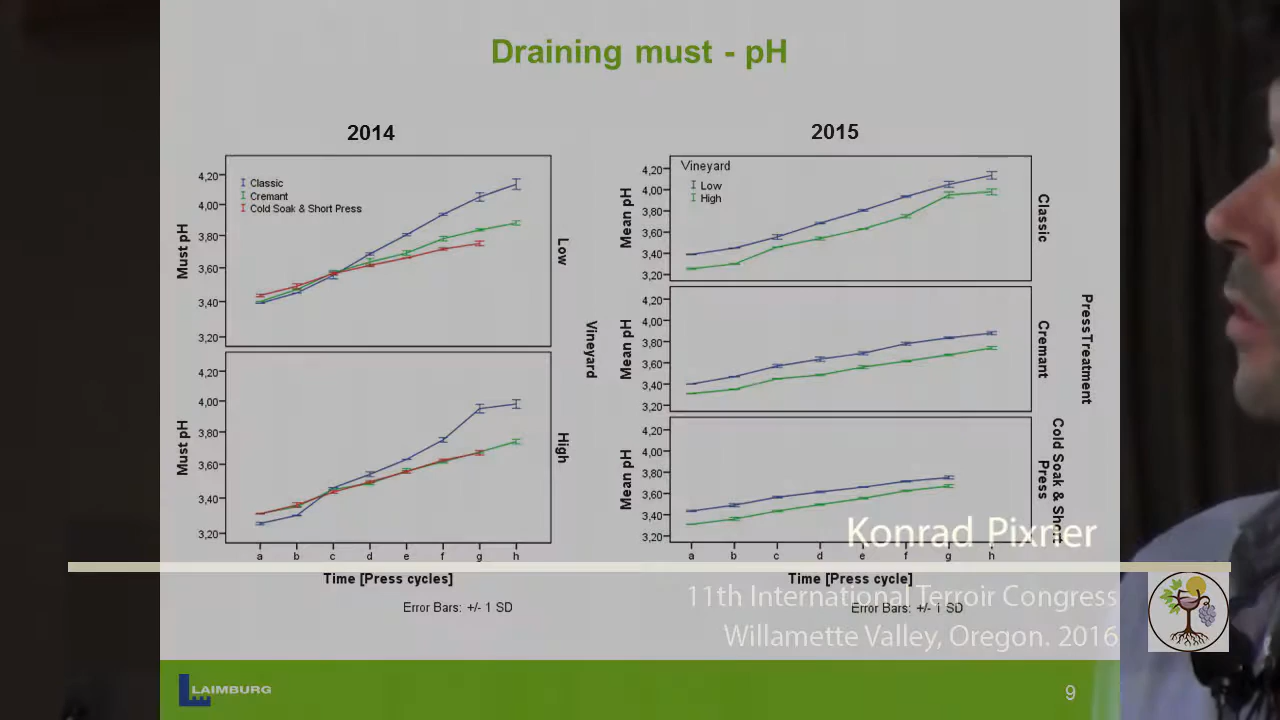 Draining must - pH
2014
4,20
4,00
3,80
3,60
3,40
3,20
Must pH
Classic
Cremant
Cold Soak & Short Press
Low
4,20
4,00
3,80
3,60
3,40
3,20
Must pH
High
Vineyard
a b c d e f g h
Time [Press cycles]
Error Bars: +/- 1 SD
2015
4,20
4,00
3,80
3,60
3,40
3,20
Mean pH
Vineyard
Low
High
Classic
4,20
4,00
3,80
3,60
3,40
3,20
Mean pH
Cremant
4,20
4,00
3,80
3,60
3,40
3,20
Mean pH
Cold Soak & Short
Press
Press Treatment
a b c d e f g h
Time [Press cycle]
Error Bars: +/- 1 SD
Konrad Pixner
11th International Terroir Congress
Willamette Valley, Oregon. 2016
LAIMBURG
9